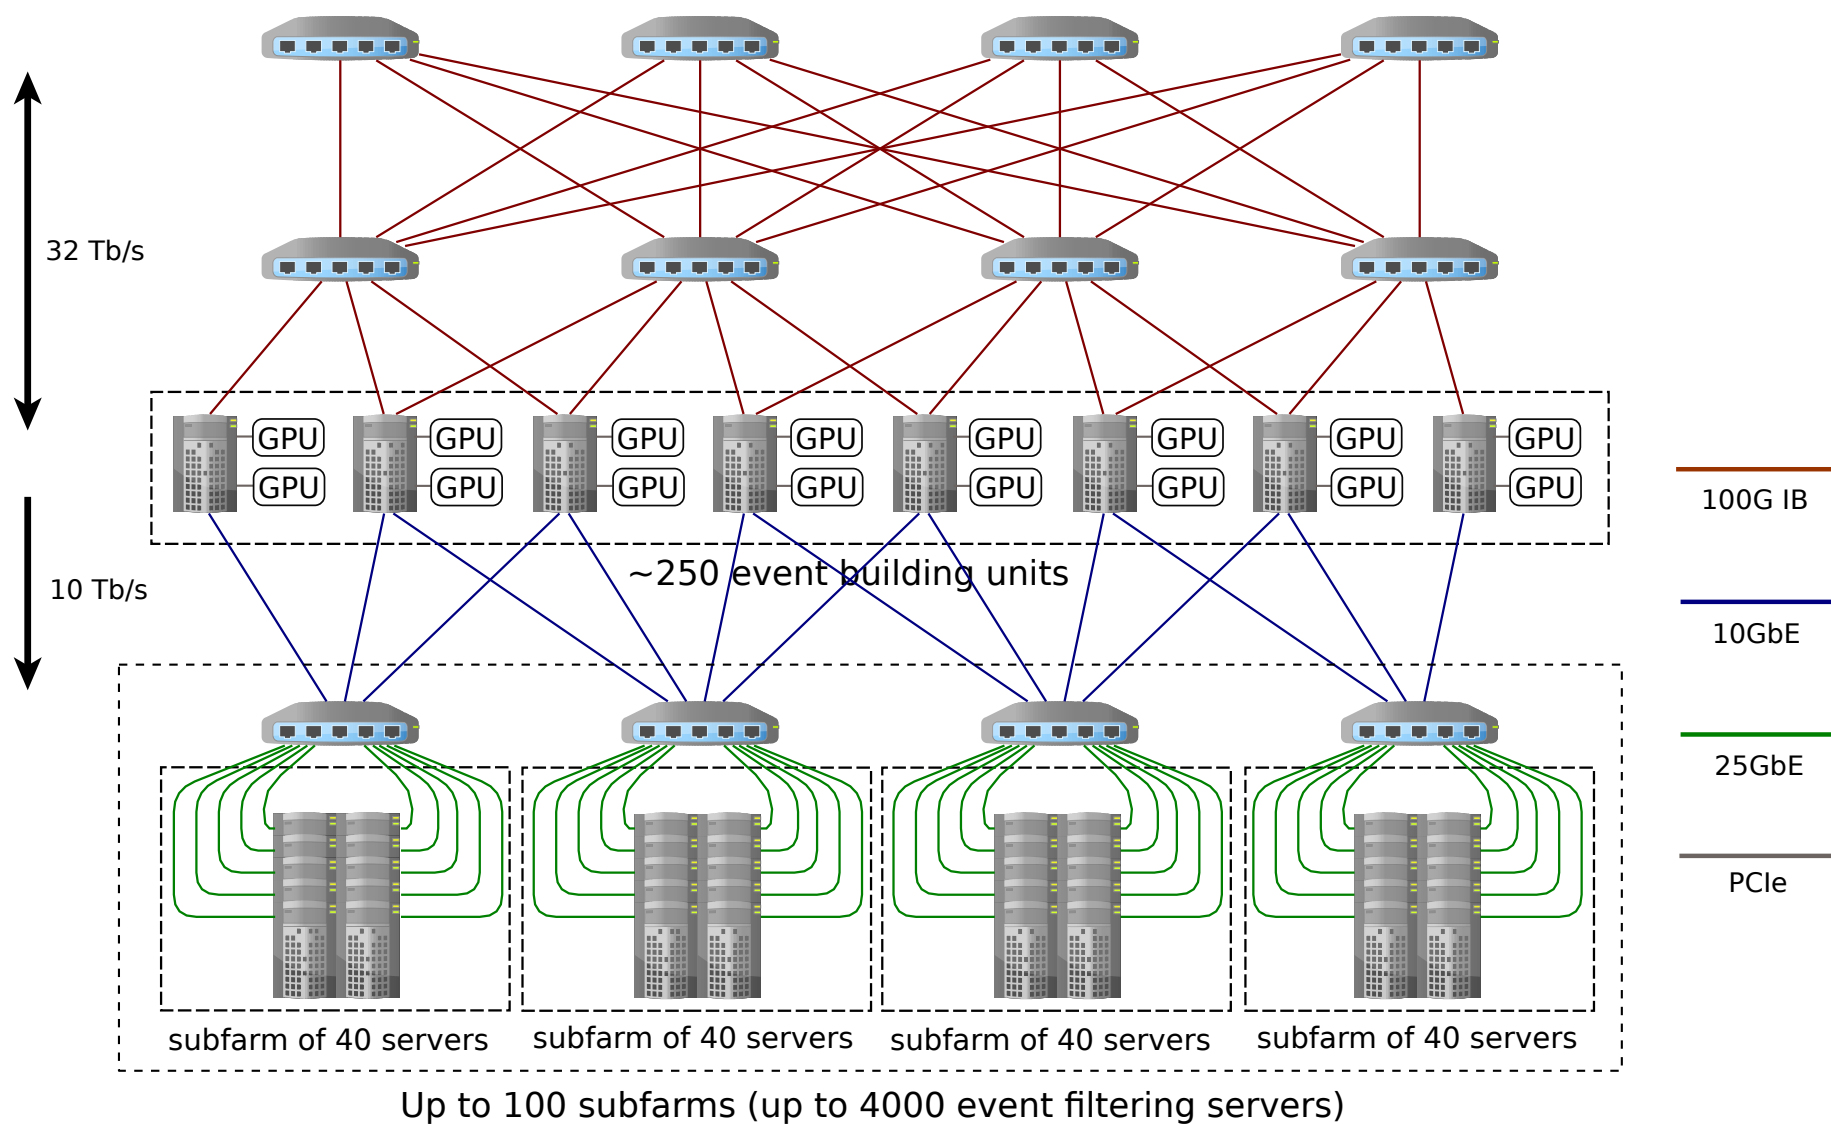 32 Tb/s
GPU GPU GPU GPU GPU GPU GPU GPU
GPU GPU GPU GPU GPU GPU GPU GPU
100G IB
~250 event building units
10 Tb/s
10GbE
25GbE
PCIe
subfarm of 40 servers
subfarm of 40 servers
subfarm of 40 servers
subfarm of 40 servers
Up to 100 subfarms (up to 4000 event filtering servers)